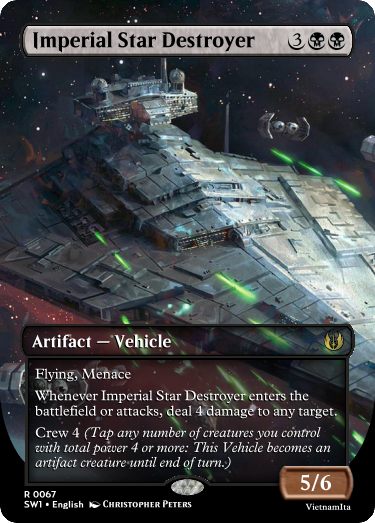 Imperial Star Destroyer 3
Artifact — Vehicle
Flying, Menace
Whenever Imperial Star Destroyer enters the
battlefield or attacks, deal 4 damage to any target.
Crew 4 (Tap any number of creatures you control
with total power 4 or more: This Vehicle becomes an
artifact creature until end of turn.)
5/6
R 0067
SW1 • English Christopher Peters
VietnamIta